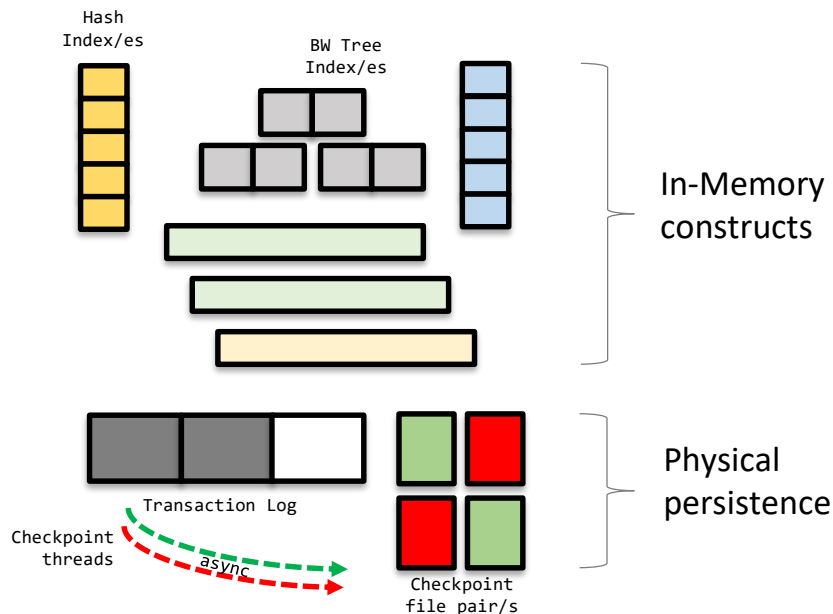 Hash
Index/es
BW Tree
Index/es
In-Memory
constructs
Transaction Log
Checkpoint
threads
async
Checkpoint
file pair/s
Physical
persistence